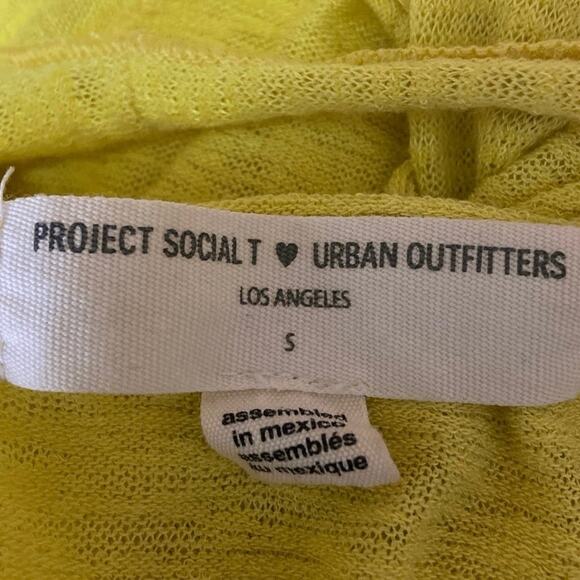 PROJECT SOCIAL T ♥ URBAN OUTFITTERS
LOS ANGELES
S
assembled
in mexico
assemblés
au mexique